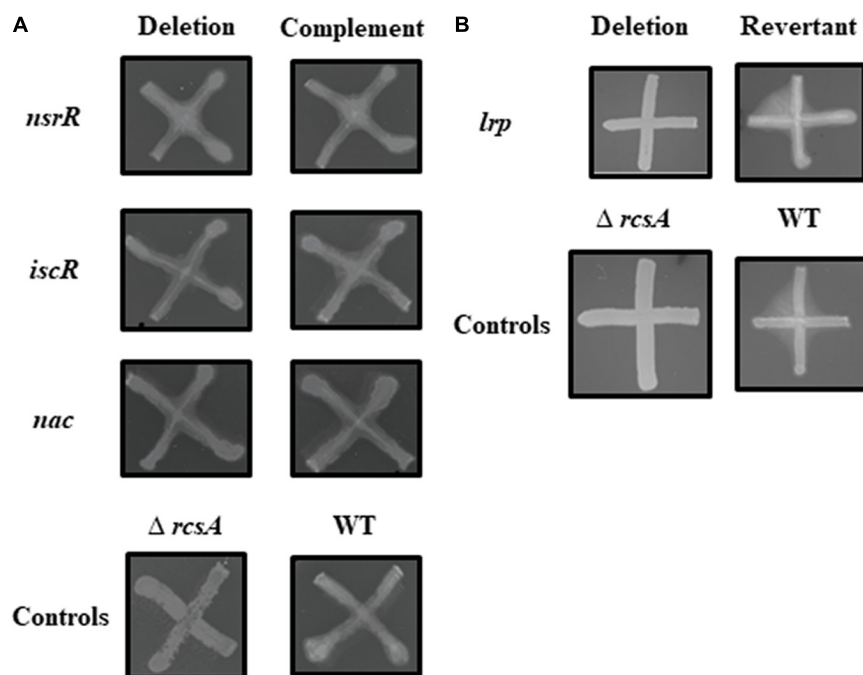 A
Deletion Complement
nsrR
iscR
nac
Δ rcsA WT
Controls
B
Deletion Revertant
lrp
Δ rcsA WT
Controls